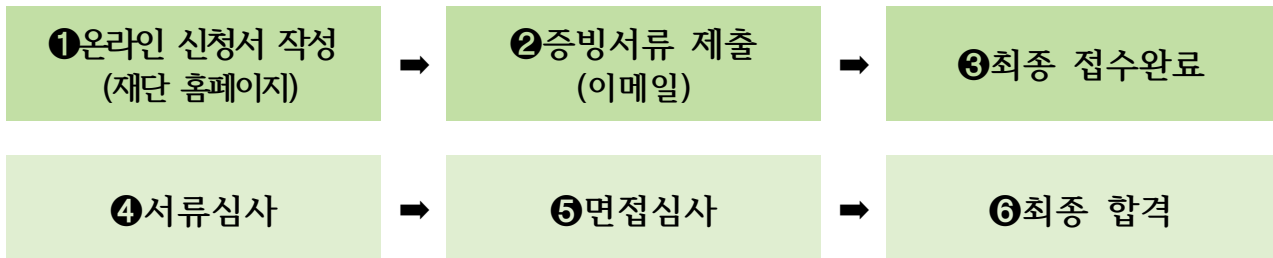 ❶온라인 신청서 작성
(재단 홈페이지)
➡
❷증빙서류 제출
(이메일)
➡
❸최종 접수완료
❹서류심사
➡
❺면접심사
➡
❻최종 합격